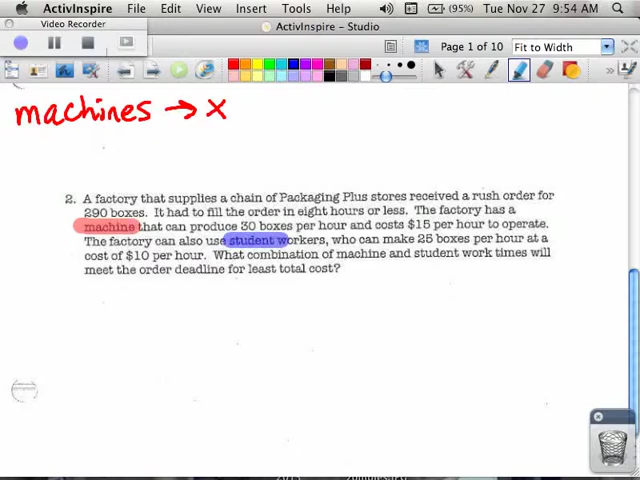 ActivInspire File Edit View Insert Tools Help (95%) Tue Nov 27 9:54 AM
Video Recorder
ActivInspire - Studio
Page 1 of 10 Fit to Width
machines → x
2. A factory that supplies a chain of Packaging Plus stores received a rush order for
290 boxes. It had to fill the order in eight hours or less. The factory has a
machine that can produce 30 boxes per hour and costs $15 per hour to operate.
The factory can also use student workers, who can make 25 boxes per hour at a
cost of $10 per hour. What combination of machine and student work times will
meet the order deadline for least total cost?